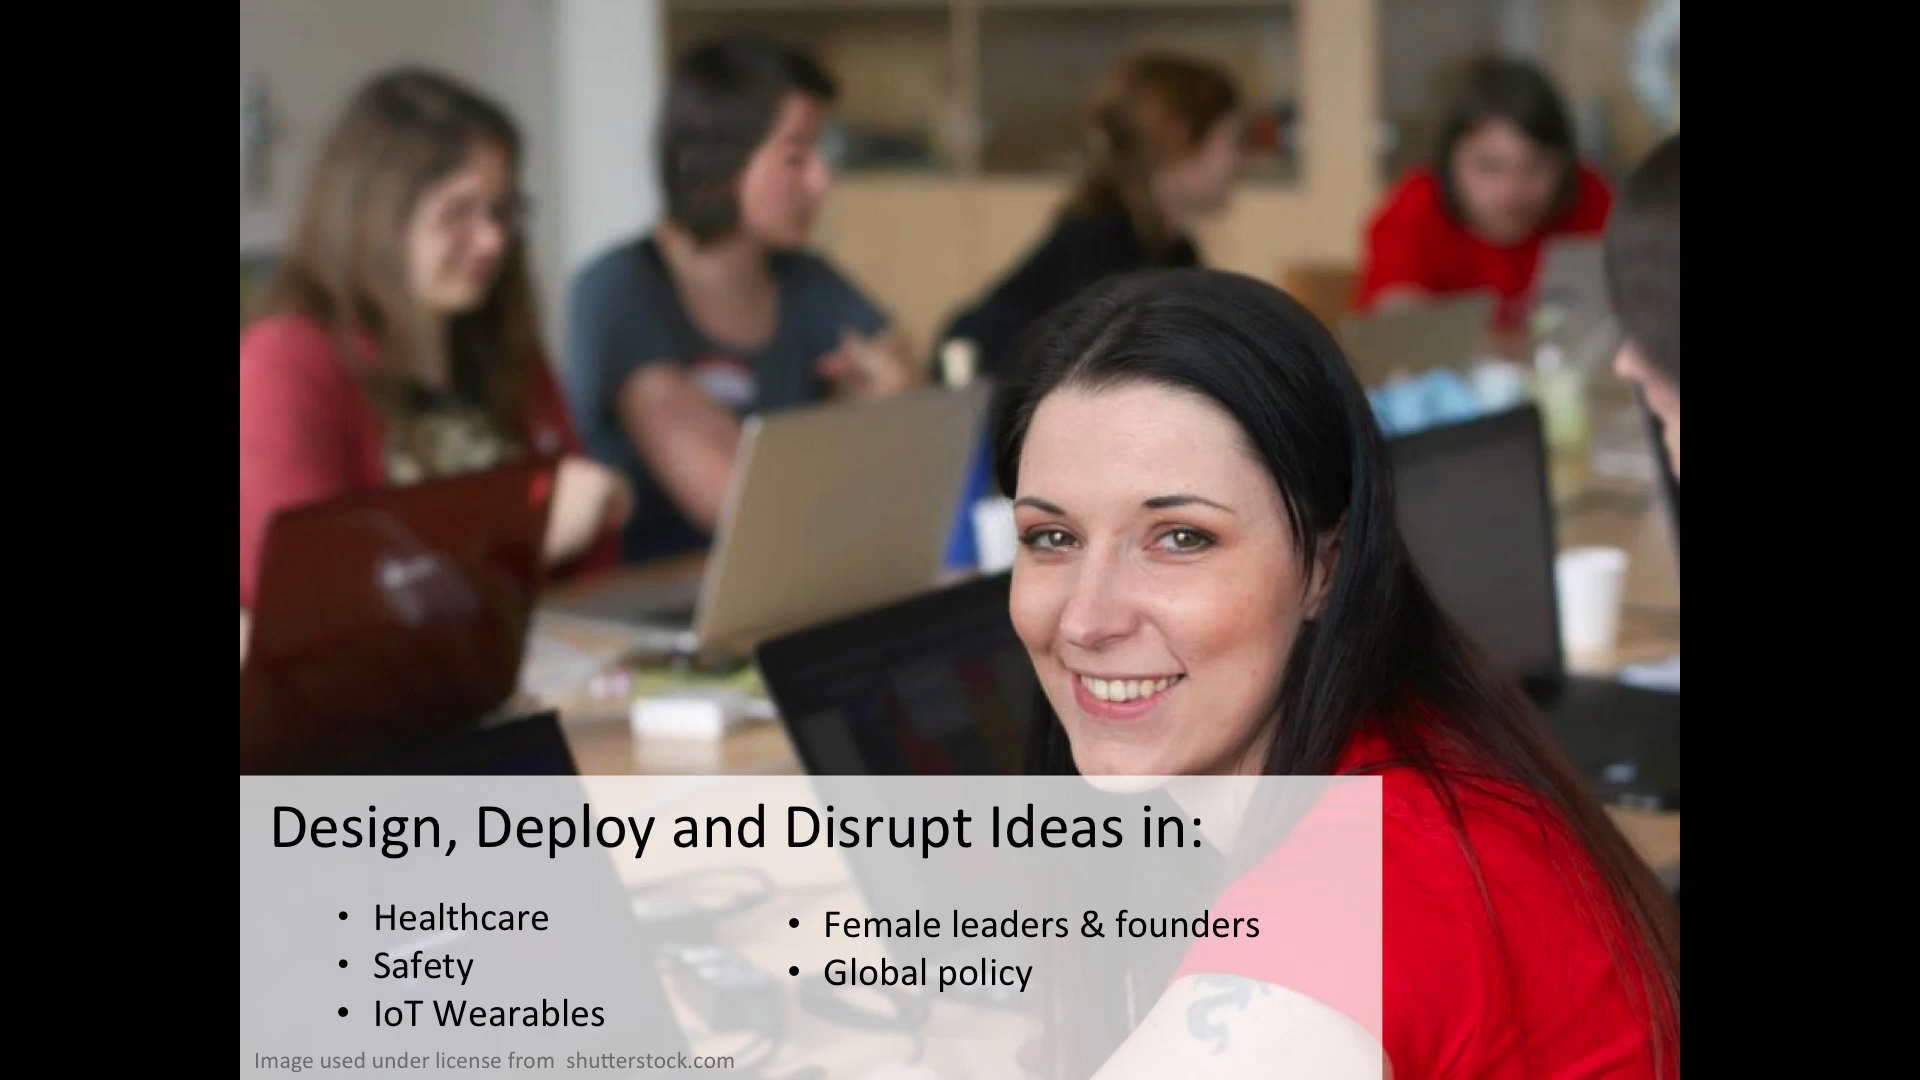 Design, Deploy and Disrupt Ideas in:
• Healthcare
• Safety
• IoT Wearables
• Female leaders & founders
• Global policy
Image used under license from shutterstock.com